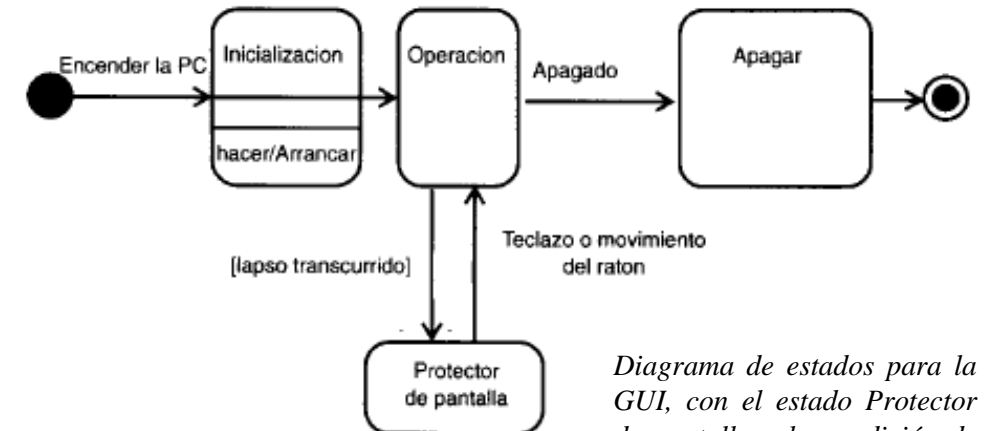 Encender la PC
Inicializacion
hacer/Arrancar
Operacion
Apagado
Apagar
[lapso transcurrido]
Teclazo o movimiento
del raton
Protector
de pantalla
Diagrama de estados para la
GUI, con el estado Protector